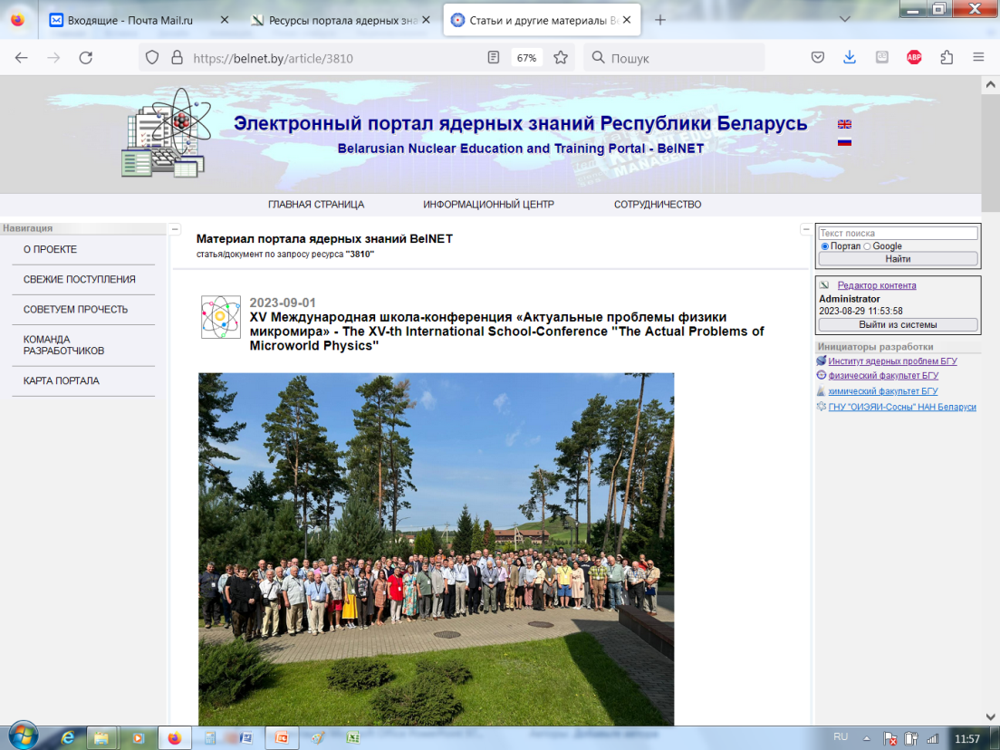 Входящие - Почта Mail.ru
Ресурсы портала ядерных зна
Статьи и другие материалы Be
https://belnet.by/article/3810
67%
Пошук
ABP
Электронный портал ядерных знаний Республики Беларусь
Belarusian Nuclear Education and Training Portal - BelNET
ГЛАВНАЯ СТРАНИЦА
ИНФОРМАЦИОННЫЙ ЦЕНТР
СОТРУДНИЧЕСТВО
Навигация
О ПРОЕКТЕ
СВЕЖИЕ ПОСТУПЛЕНИЯ
СОВЕТУЕМ ПРОЧЕСТЬ
КОМАНДА
РАЗРАБОТЧИКОВ
КАРТА ПОРТАЛА
Материал портала ядерных знаний BelNET
статья/документ по запросу ресурса "3810"
2023-09-01
XV Международная школа-конференция «Актуальные проблемы физики
микромира» - The XV-th International School-Conference "The Actual Problems of
Microworld Physics"
Текст поиска
Портал Google
Найти
Редактор контента
Administrator
2023-08-29 11:53:58
Выйти из системы
Инициаторы разработки
Институт ядерных проблем БГУ
физический факультет БГУ
химический факультет БГУ
ГНУ "ОИЭЯИ-Сосны" НАН Беларуси
RU
11:57